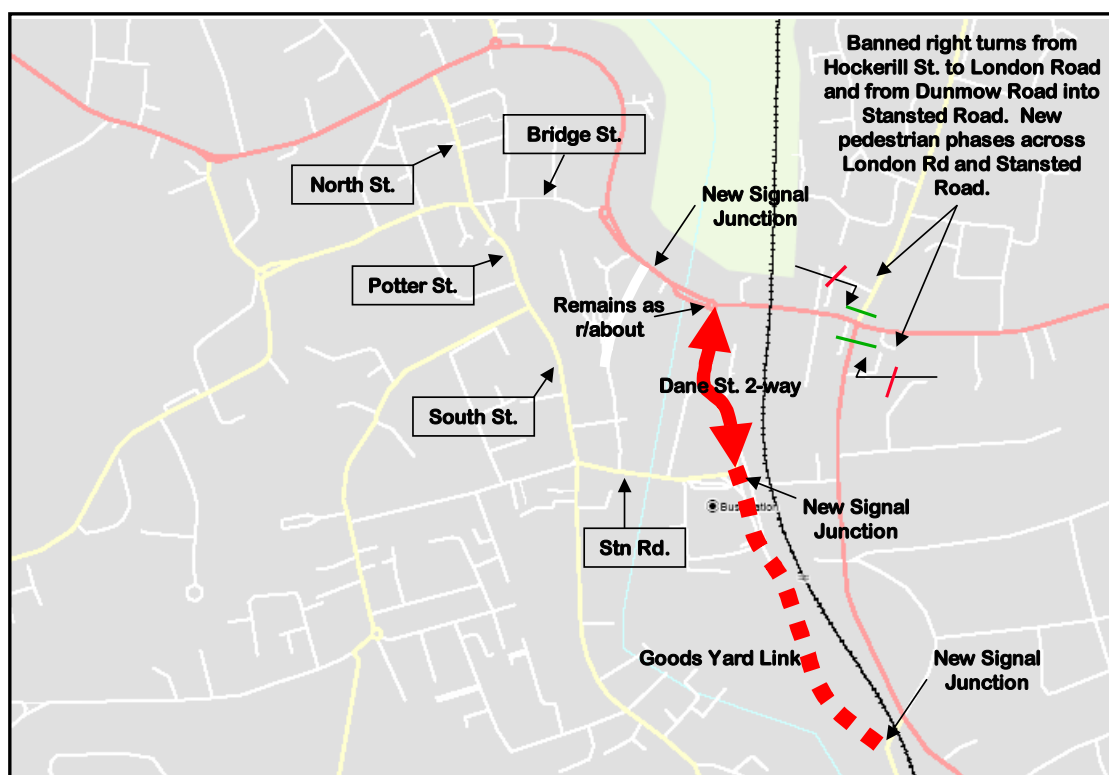 Banned right turns from
Hockerill St. to London Road
and from Dunmow Road into
Stansted Road. New
pedestrian phases across
London Rd and Stansted
Road.
Bridge St.
North St.
New Signal
Junction
Potter St.
Remains as
r/about
Dane St. 2-way
South St.
New Signal
Junction
Stn Rd.
Goods Yard Link
New Signal
Junction